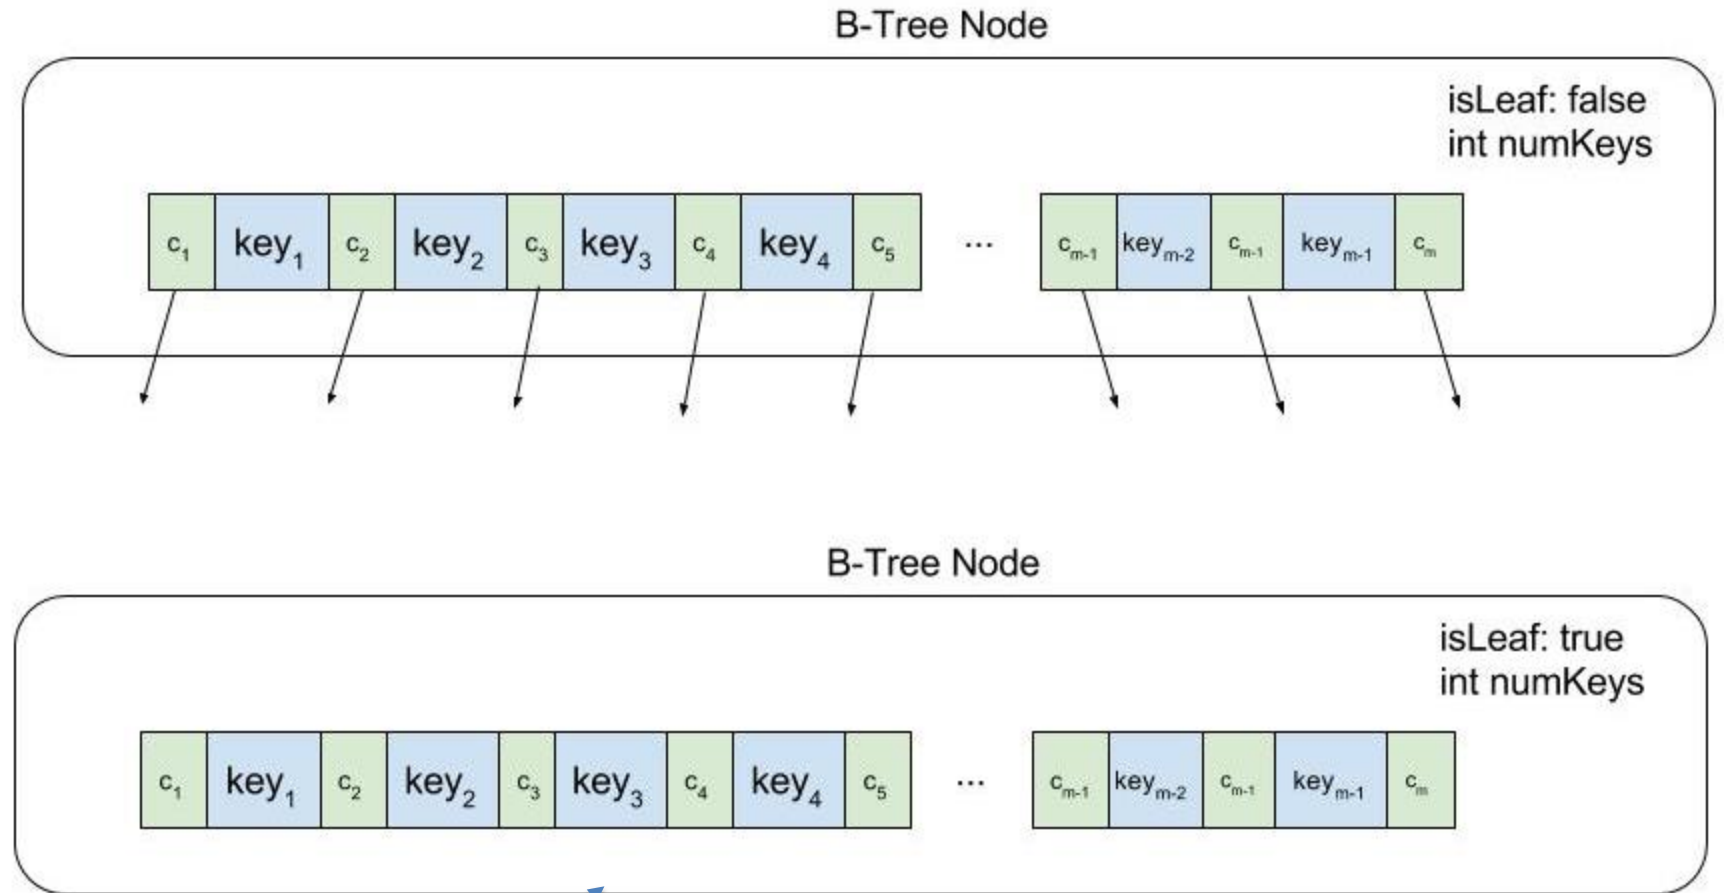 B-Tree Node
isLeaf: false
int numKeys
c₁ key₁ c₂ key₂ c₃ key₃ c₄ key₄ c₅ ... cₘ₋₁ keyₘ₋₂ cₘ₋₁ keyₘ₋₁ cₘ
B-Tree Node
isLeaf: true
int numKeys
c₁ key₁ c₂ key₂ c₃ key₃ c₄ key₄ c₅ ... cₘ₋₁ keyₘ₋₂ cₘ₋₁ keyₘ₋₁ cₘ